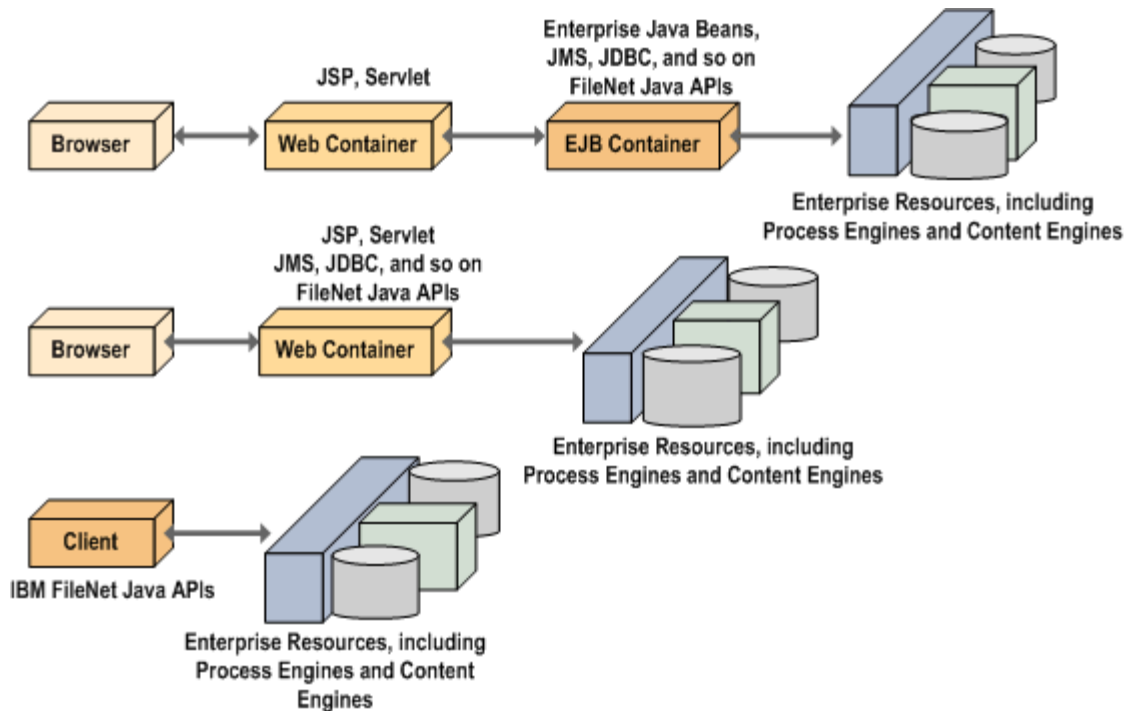 Enterprise Java Beans,
JMS, JDBC, and so on
FileNet Java APIs
JSP, Servlet
Browser
Web Container
EJB Container
Enterprise Resources, including
Process Engines and Content Engines
JSP, Servlet
JMS, JDBC, and so on
FileNet Java APIs
Browser
Web Container
Enterprise Resources, including
Process Engines and Content Engines
Client
IBM FileNet Java APIs
Enterprise Resources, including
Process Engines and Content
Engines